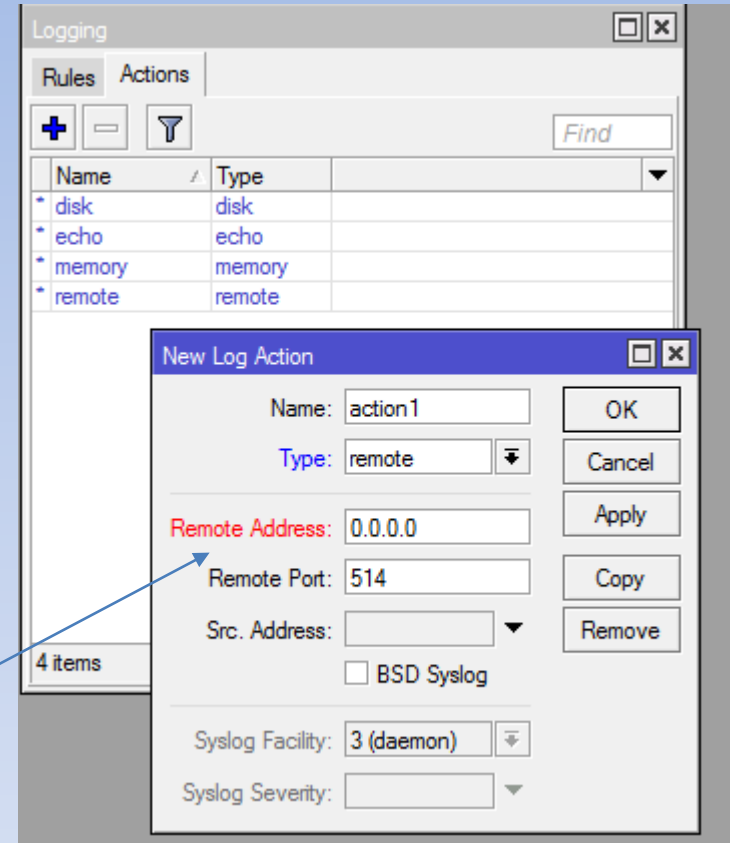 Logging
Rules Actions
Find
Name Type
* disk disk
* echo echo
* memory memory
* remote remote
4 items
New Log Action
Name: action1
Type: remote
Remote Address: 0.0.0.0
Remote Port: 514
Src. Address:
BSD Syslog
Syslog Facility: 3 (daemon)
Syslog Severity:
OK
Cancel
Apply
Copy
Remove